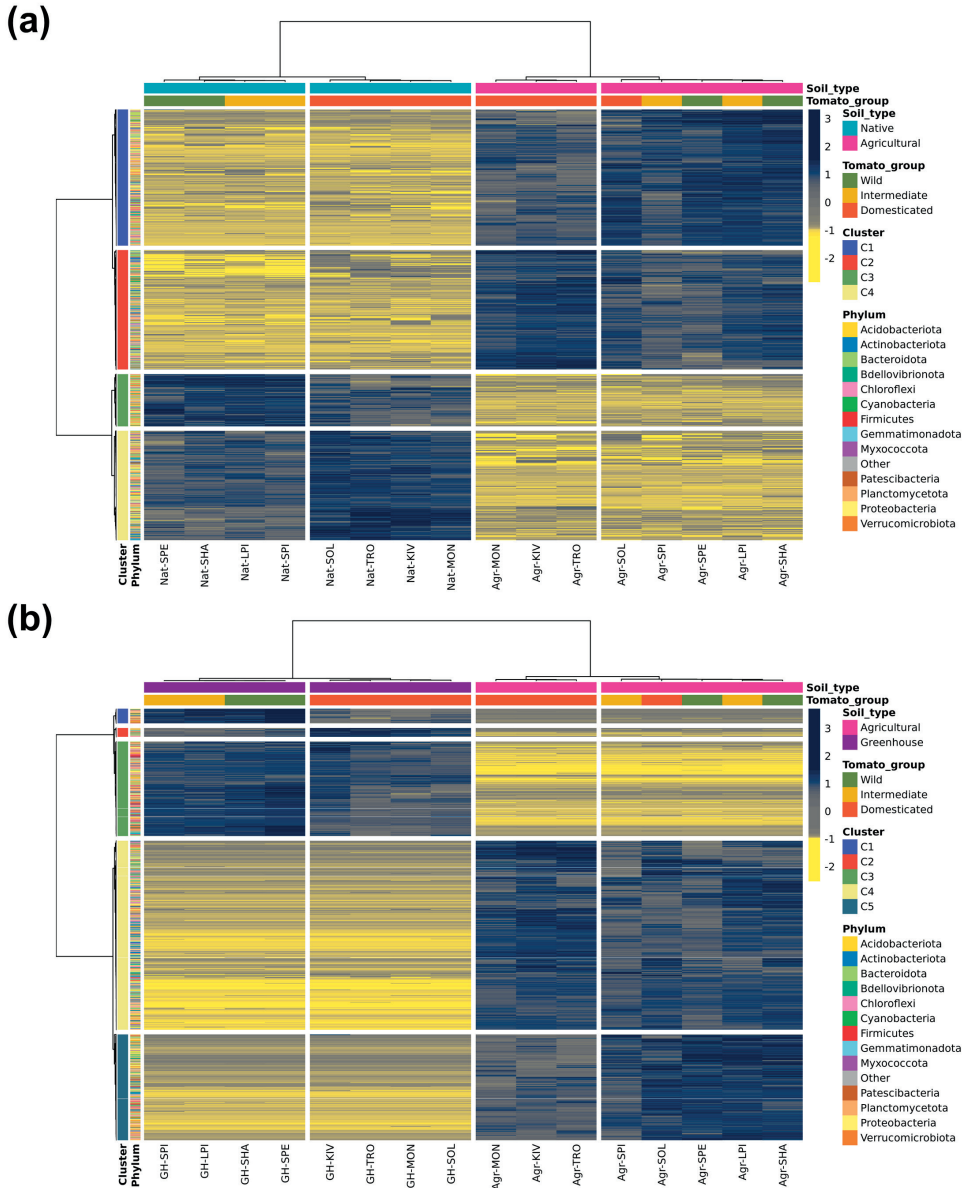 (a)
Soil_type
Tomato_group
3
2
1
0
-1
-2
Soil_type
Native
Agricultural
Tomato_group
Wild
Intermediate
Domesticated
Cluster
C1
C2
C3
C4
Phylum
Acidobacteriota
Actinobacteriota
Bacteroidota
Bdellovibrionota
Chloroflexi
Cyanobacteria
Firmicutes
Gemmatimonadota
Myxococcota
Other
Patescibacteria
Planctomycetota
Proteobacteria
Verrucomicrobiota
Cluster
Phylum
Nat-SPE
Nat-SHA
Nat-LPI
Nat-SPI
Nat-SOL
Nat-TRO
Nat-KIV
Nat-MON
Agr-MON
Agr-KIV
Agr-TRO
Agr-SOL
Agr-SPI
Agr-SPE
Agr-LPI
Agr-SHA
(b)
Soil_type
Tomato_group
3
2
1
0
-1
-2
Soil_type
Agricultural
Greenhouse
Tomato_group
Wild
Intermediate
Domesticated
Cluster
C1
C2
C3
C4
C5
Phylum
Acidobacteriota
Actinobacteriota
Bacteroidota
Bdellovibrionota
Chloroflexi
Cyanobacteria
Firmicutes
Gemmatimonadota
Myxococcota
Other
Patescibacteria
Planctomycetota
Proteobacteria
Verrucomicrobiota
Cluster
Phylum
GH-SPI
GH-LPI
GH-SHA
GH-SPE
GH-KIV
GH-TRO
GH-MON
GH-SOL
Agr-MON
Agr-KIV
Agr-TRO
Agr-SPI
Agr-SOL
Agr-SPE
Agr-LPI
Agr-SHA